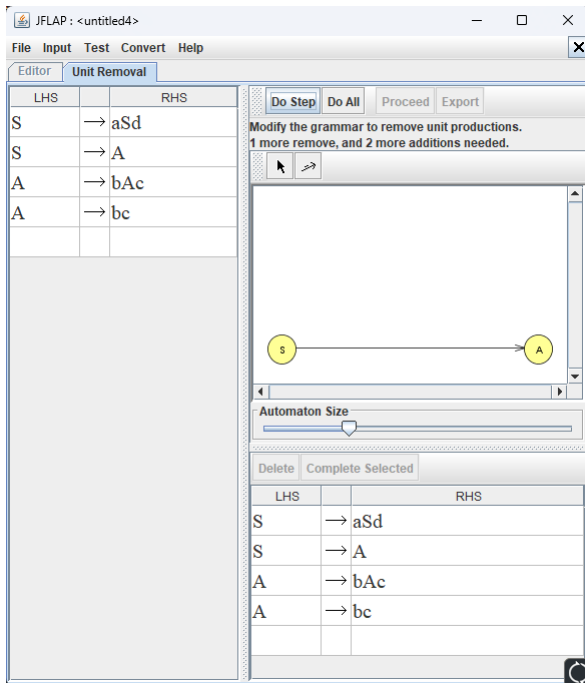 JFLAP : <untitled4>
File Input Test Convert Help
Editor Unit Removal
LHS RHS
S → aSd
S → A
A → bAc
A → bc
Do Step Do All Proceed Export
Modify the grammar to remove unit productions.
1 more remove, and 2 more additions needed.
S A
Automaton Size
Delete Complete Selected
LHS RHS
S → aSd
S → A
A → bAc
A → bc